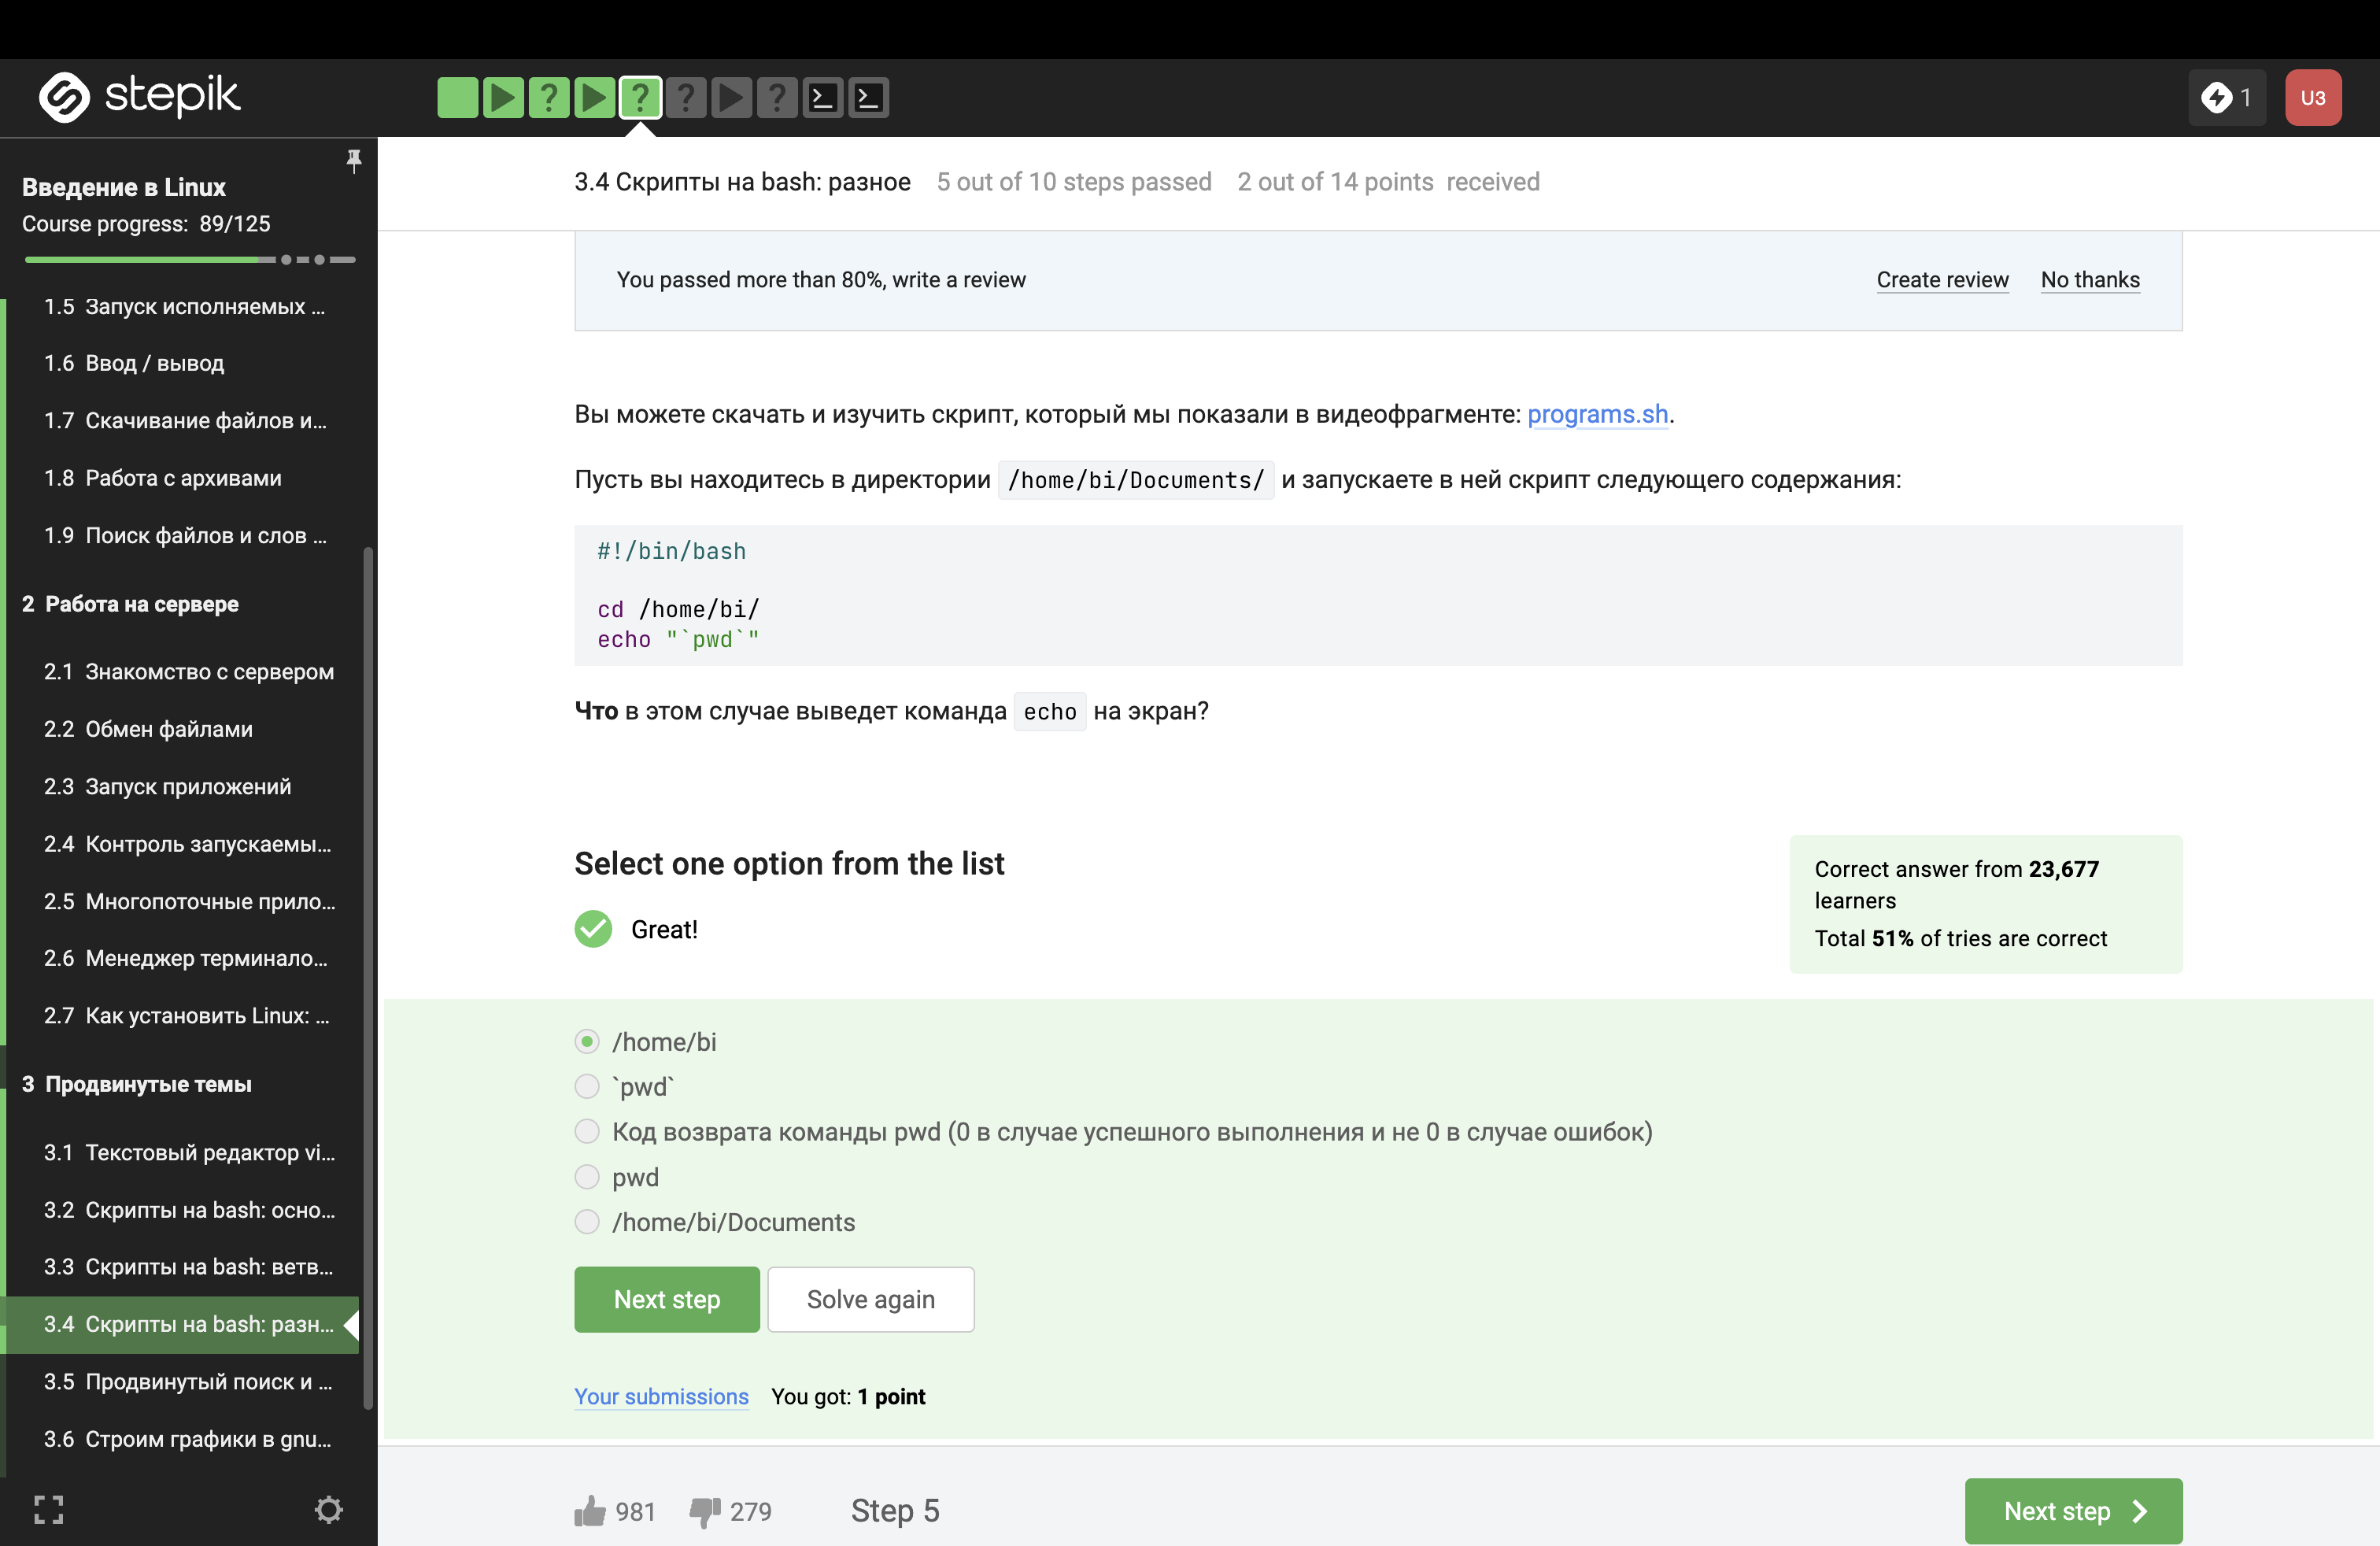 stepik
? ? ? ?
1
U3
Введение в Linux
Course progress: 89/125
1.5 Запуск исполняемых ...
1.6 Ввод / вывод
1.7 Скачивание файлов и...
1.8 Работа с архивами
1.9 Поиск файлов и слов ...
2 Работа на сервере
2.1 Знакомство с сервером
2.2 Обмен файлами
2.3 Запуск приложений
2.4 Контроль запускаемы...
2.5 Многопоточные прило...
2.6 Менеджер терминало...
2.7 Как установить Linux: ...
3 Продвинутые темы
3.1 Текстовый редактор vi...
3.2 Скрипты на bash: осно...
3.3 Скрипты на bash: ветв...
3.4 Скрипты на bash: разн...
3.5 Продвинутый поиск и ...
3.6 Строим графики в gnu...
3.4 Скрипты на bash: разное 5 out of 10 steps passed 2 out of 14 points received
You passed more than 80%, write a review Create review No thanks
Вы можете скачать и изучить скрипт, который мы показали в видеофрагменте: programs.sh.
Пусть вы находитесь в директории /home/bi/Documents/ и запускаете в ней скрипт следующего содержания:
#!/bin/bash
cd /home/bi/
echo "`pwd`"
Что в этом случае выведет команда echo на экран?
Select one option from the list
Great!
Correct answer from 23,677
learners
Total 51% of tries are correct
/home/bi
`pwd`
Код возврата команды pwd (0 в случае успешного выполнения и не 0 в случае ошибок)
pwd
/home/bi/Documents
Next step Solve again
Your submissions You got: 1 point
981 279 Step 5 Next step